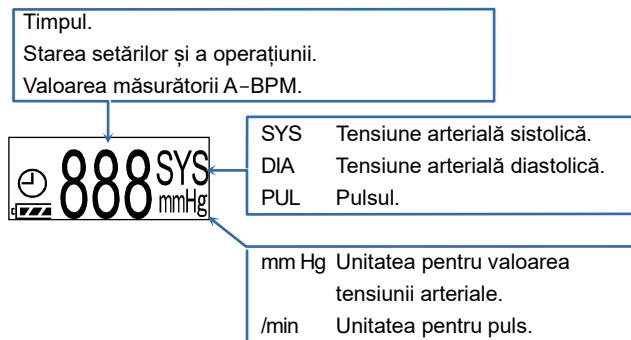 Timpul.
Starea setărilor și a operațiunii.
Valoarea măsurătorii A−BPM.
888 SYS
mmHg
SYS Tensiune arterială sistolică.
DIA Tensiune arterială diastolică.
PUL Pulsul.
mm Hg Unitatea pentru valoarea
tensiunii arteriale.
/min Unitatea pentru puls.